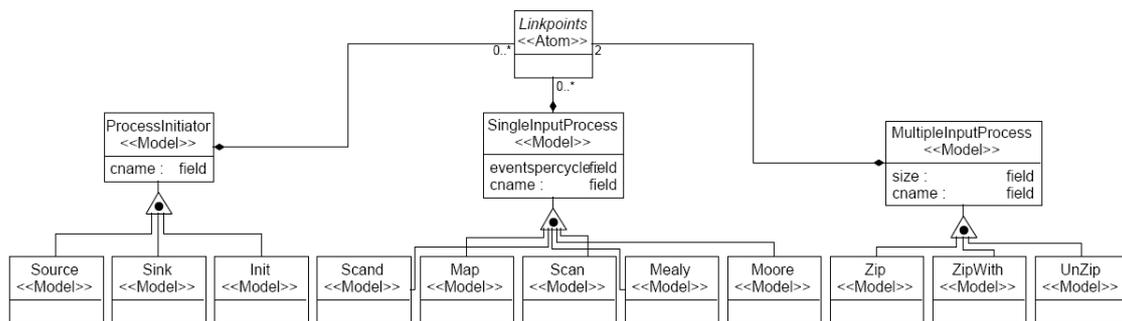 Linkpoints
<<Atom>>
0..*
2
0..*
ProcessInitiator
<<Model>>
cname : field
SingleInputProcess
<<Model>>
eventspercycle field
cname : field
MultipleInputProcess
<<Model>>
size : field
cname : field
Source
<<Model>>
Sink
<<Model>>
Init
<<Model>>
Scand
<<Model>>
Map
<<Model>>
Scan
<<Model>>
Mealy
<<Model>>
Moore
<<Model>>
Zip
<<Model>>
ZipWith
<<Model>>
UnZip
<<Model>>